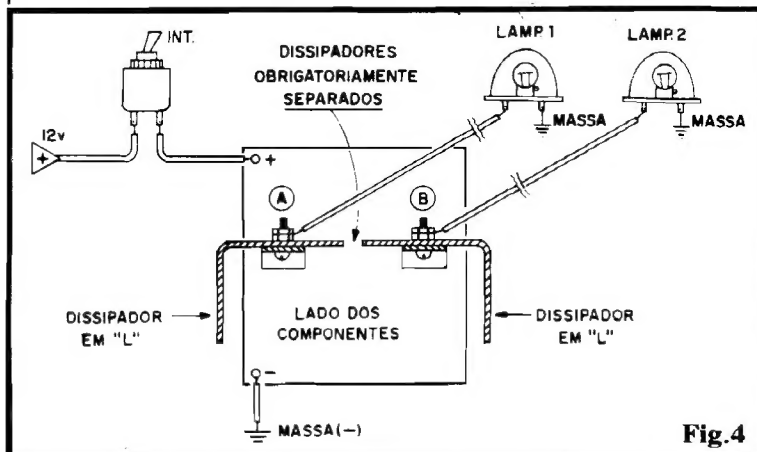 INT.
12v
+
DISSIPADORES
OBRIGATORIAMENTE
SEPARADOS
LAMP. 1
LAMP. 2
MASSA
MASSA
+
A
B
DISSIPADOR
EM "L"
LADO DOS
COMPONENTES
DISSIPADOR
EM "L"
-
MASSA (-)
Fig.4